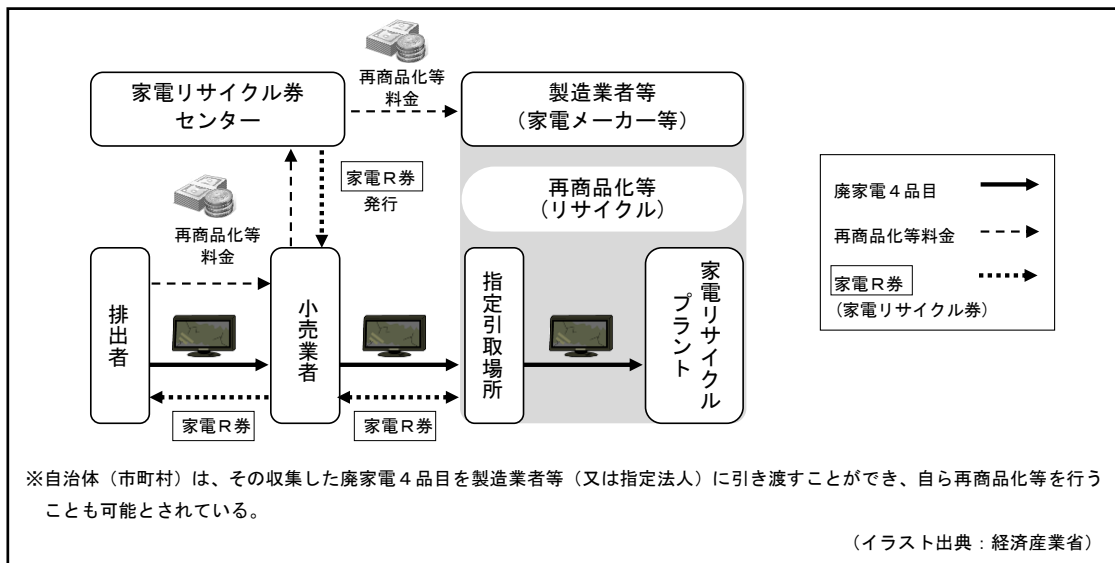 再商品化等
料金
家電リサイクル券
センター
製造業者等
（家電メーカー等）
家電Ｒ券
発行
再商品化等
（リサイクル）
再商品化等
料金
排出者
小売業者
指定引取場所
家電リサイクル
プラント
家電Ｒ券
家電Ｒ券
廃家電４品目
再商品化等料金
家電Ｒ券
（家電リサイクル券）
※自治体（市町村）は、その収集した廃家電４品目を製造業者等（又は指定法人）に引き渡すことができ、自ら再商品化等を行う
ことも可能とされている。
（イラスト出典：経済産業省）